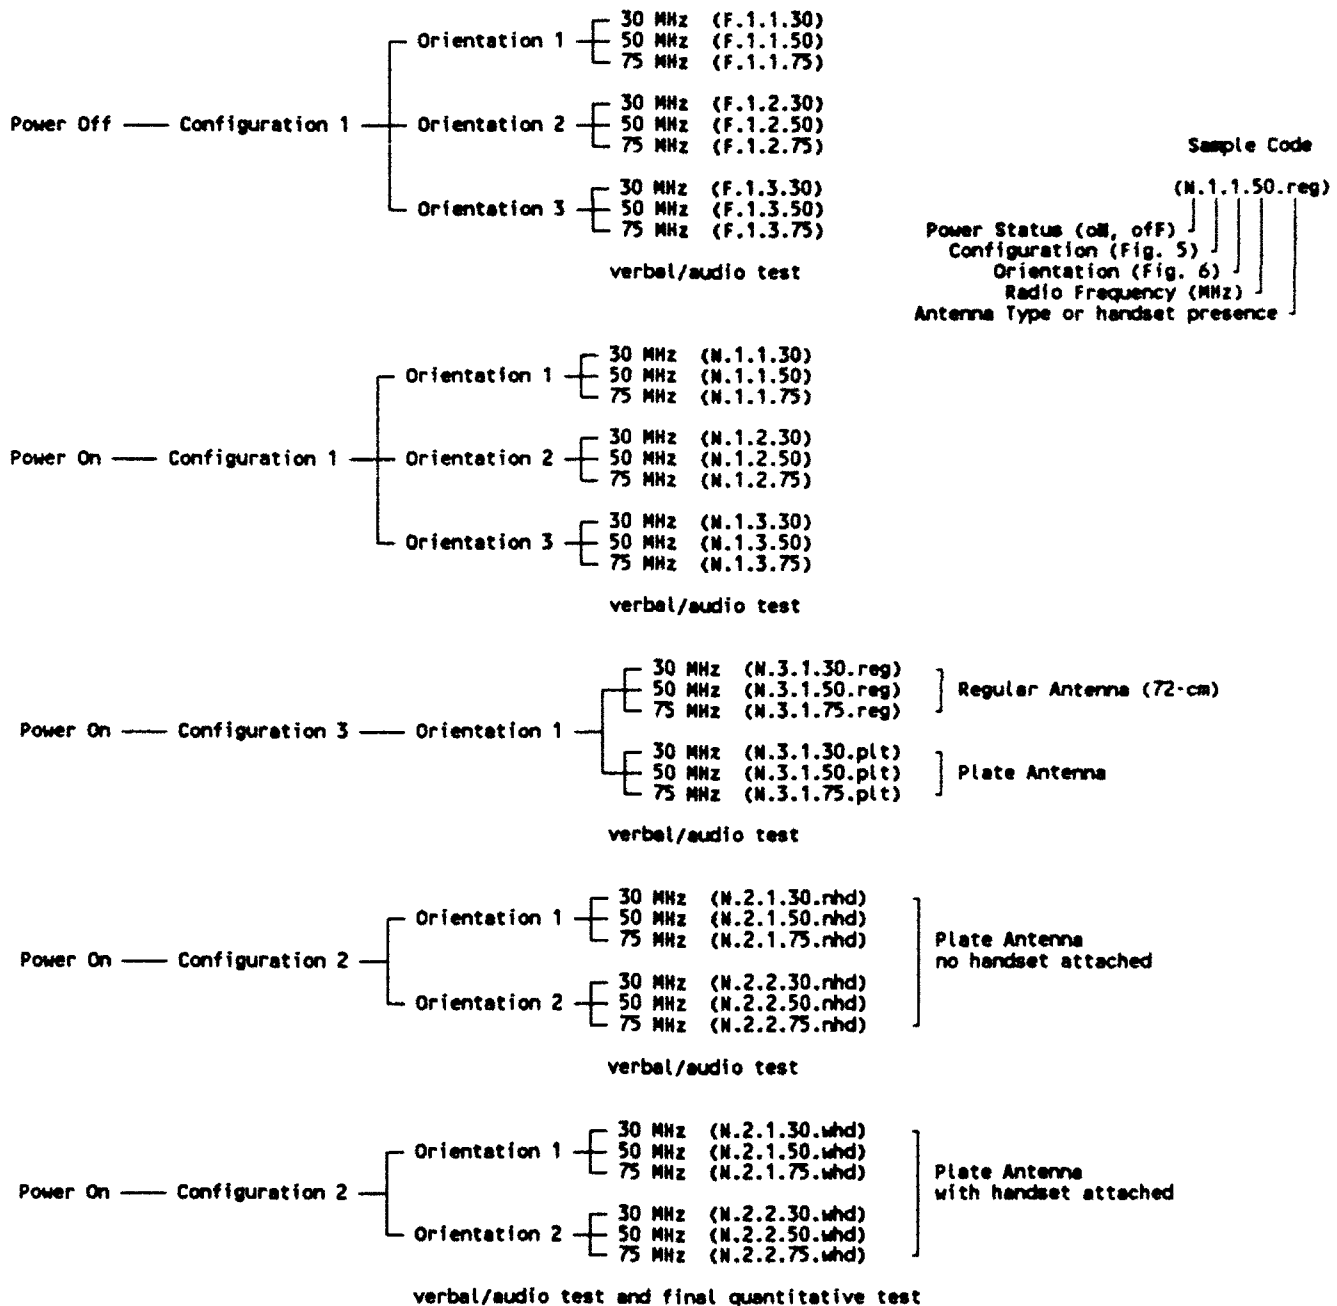 30 MHz (F.1.1.30)
Orientation 1 50 MHz (F.1.1.50)
75 MHz (F.1.1.75)
30 MHz (F.1.2.30)
Power Off Configuration 1 Orientation 2 50 MHz (F.1.2.50)
75 MHz (F.1.2.75)
30 MHz (F.1.3.30)
Orientation 3 50 MHz (F.1.3.50)
75 MHz (F.1.3.75)
verbal/audio test
Sample Code
(N.1.1.50.reg)
Power Status (oN, ofF)
Configuration (Fig. 5)
Orientation (Fig. 6)
Radio Frequency (MHz)
Antenna Type or handset presence
30 MHz (N.1.1.30)
Orientation 1 50 MHz (N.1.1.50)
75 MHz (N.1.1.75)
30 MHz (N.1.2.30)
Power On Configuration 1 Orientation 2 50 MHz (N.1.2.50)
75 MHz (N.1.2.75)
30 MHz (N.1.3.30)
Orientation 3 50 MHz (N.1.3.50)
75 MHz (N.1.3.75)
verbal/audio test
30 MHz (N.3.1.30.reg)
50 MHz (N.3.1.50.reg) Regular Antenna (72-cm)
75 MHz (N.3.1.75.reg)
Power On Configuration 3 Orientation 1
30 MHz (N.3.1.30.plt)
50 MHz (N.3.1.50.plt) Plate Antenna
75 MHz (N.3.1.75.plt)
verbal/audio test
30 MHz (N.2.1.30.nhd)
Orientation 1 50 MHz (N.2.1.50.nhd)
75 MHz (N.2.1.75.nhd) Plate Antenna
Power On Configuration 2 no handset attached
30 MHz (N.2.2.30.nhd)
Orientation 2 50 MHz (N.2.2.50.nhd)
75 MHz (N.2.2.75.nhd)
verbal/audio test
30 MHz (N.2.1.30.whd)
Orientation 1 50 MHz (N.2.1.50.whd)
75 MHz (N.2.1.75.whd) Plate Antenna
Power On Configuration 2 with handset attached
30 MHz (N.2.2.30.whd)
Orientation 2 50 MHz (N.2.2.50.whd)
75 MHz (N.2.2.75.whd)
verbal/audio test and final quantitative test